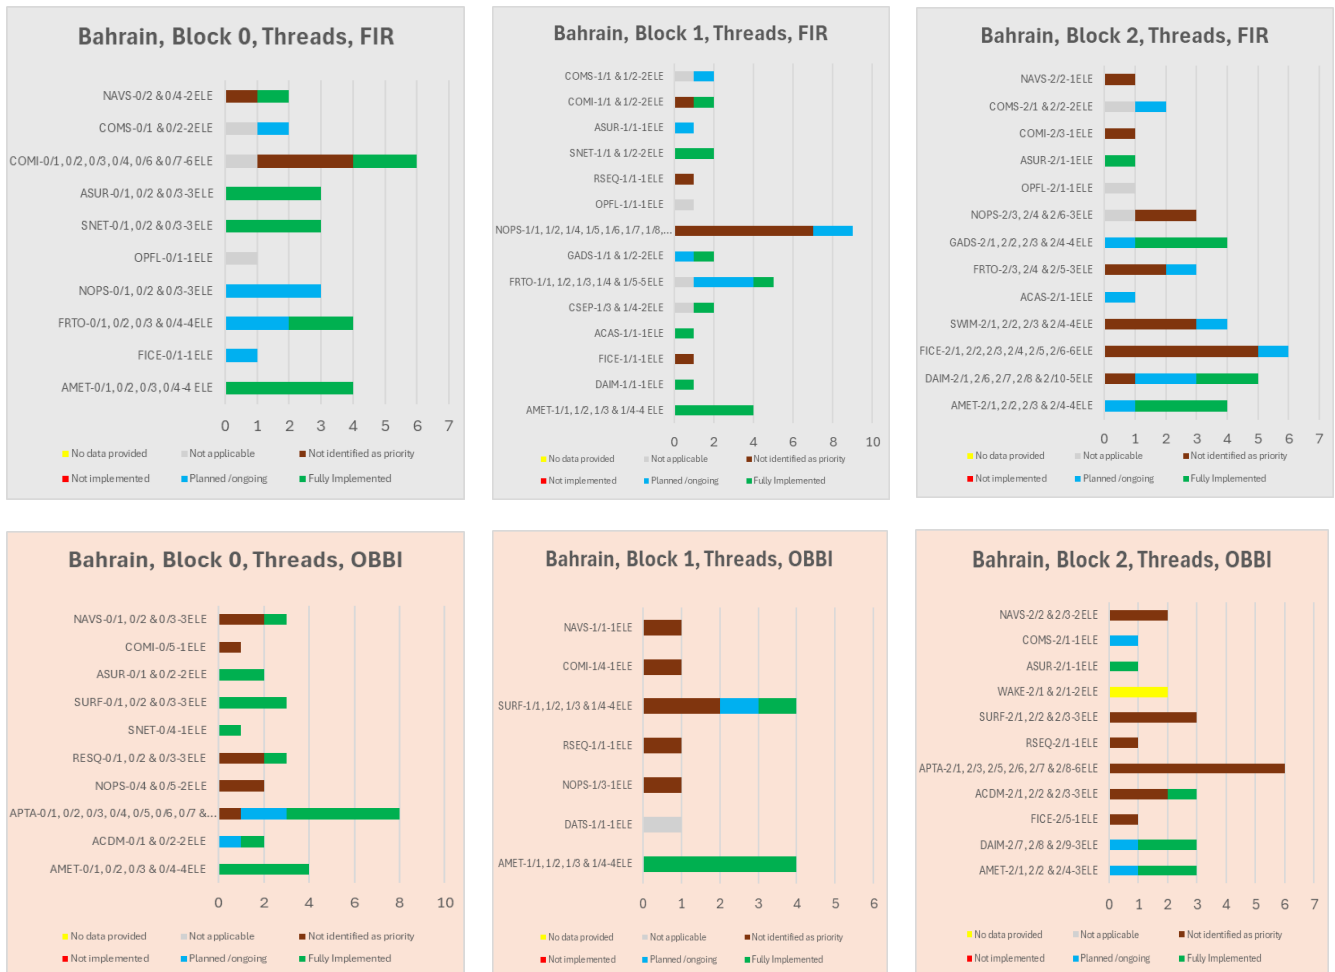 Bahrain, Block 0, Threads, FIR
NAVS-0/2 & 0/4-2ELE
COMS-0/1 & 0/2-2ELE
COMI-0/1, 0/2, 0/3, 0/4, 0/6 & 0/7-6ELE
ASUR-0/1, 0/2 & 0/3-3ELE
SNET-0/1, 0/2 & 0/3-3ELE
OPFL-0/1-1ELE
NOPS-0/1, 0/2 & 0/3-3ELE
FRTO-0/1, 0/2, 0/3 & 0/4-4ELE
FICE-0/1-1ELE
AMET-0/1, 0/2, 0/3, 0/4-4 ELE
0 1 2 3 4 5 6 7
No data provided Not applicable Not identified as priority
Not implemented Planned /ongoing Fully Implemented
Bahrain, Block 1, Threads, FIR
COMS-1/1 & 1/2-2ELE
COMI-1/1 & 1/2-2ELE
ASUR-1/1-1ELE
SNET-1/1 & 1/2-2ELE
RSEQ-1/1-1ELE
OPFL-1/1-1ELE
NOPS-1/1, 1/2, 1/4, 1/5, 1/6, 1/7, 1/8,...
GADS-1/1 & 1/2-2ELE
FRTO-1/1, 1/2, 1/3, 1/4 & 1/5-5ELE
CSEP-1/3 & 1/4-2ELE
ACAS-1/1-1ELE
FICE-1/1-1ELE
DAIM-1/1-1ELE
AMET-1/1, 1/2, 1/3 & 1/4-4 ELE
0 2 4 6 8 10
No data provided Not applicable Not identified as priority
Not implemented Planned /ongoing Fully Implemented
Bahrain, Block 2, Threads, FIR
NAVS-2/2-1ELE
COMS-2/1 & 2/2-2ELE
COMI-2/3-1ELE
ASUR-2/1-1ELE
OPFL-2/1-1ELE
NOPS-2/3, 2/4 & 2/6-3ELE
GADS-2/1, 2/2, 2/3 & 2/4-4ELE
FRTO-2/3, 2/4 & 2/5-3ELE
ACAS-2/1-1ELE
SWIM-2/1, 2/2, 2/3 & 2/4-4ELE
FICE-2/1, 2/2, 2/3, 2/4, 2/5, 2/6-6ELE
DAIM-2/1, 2/6, 2/7, 2/8 & 2/10-5ELE
AMET-2/1, 2/2, 2/3 & 2/4-4ELE
0 1 2 3 4 5 6 7
No data provided Not applicable Not identified as priority
Not implemented Planned /ongoing Fully Implemented
Bahrain, Block 0, Threads, OBBI
NAVS-0/1, 0/2 & 0/3-3ELE
COMI-0/5-1ELE
ASUR-0/1 & 0/2-2ELE
SURF-0/1, 0/2 & 0/3-3ELE
SNET-0/4-1ELE
RESQ-0/1, 0/2 & 0/3-3ELE
NOPS-0/4 & 0/5-2ELE
APTA-0/1, 0/2, 0/3, 0/4, 0/5, 0/6, 0/7 &...
ACDM-0/1 & 0/2-2ELE
AMET-0/1, 0/2, 0/3 & 0/4-4ELE
0 2 4 6 8 10
No data provided Not applicable Not identified as priority
Not implemented Planned /ongoing Fully Implemented
Bahrain, Block 1, Threads, OBBI
NAVS-1/1-1ELE
COMI-1/4-1ELE
SURF-1/1, 1/2, 1/3 & 1/4-4ELE
RSEQ-1/1-1ELE
NOPS-1/3-1ELE
DATS-1/1-1ELE
AMET-1/1, 1/2, 1/3 & 1/4-4ELE
0 1 2 3 4 5 6
No data provided Not applicable Not identified as priority
Not implemented Planned /ongoing Fully Implemented
Bahrain, Block 2, Threads, OBBI
NAVS-2/2 & 2/3-2ELE
COMS-2/1-1ELE
ASUR-2/1-1ELE
WAKE-2/1 & 2/1-2ELE
SURF-2/1, 2/2 & 2/3-3ELE
RSEQ-2/1-1ELE
APTA-2/1, 2/3, 2/5, 2/6, 2/7 & 2/8-6ELE
ACDM-2/1, 2/2 & 2/3-3ELE
FICE-2/5-1ELE
DAIM-2/7, 2/8 & 2/9-3ELE
AMET-2/1, 2/2 & 2/4-3ELE
0 1 2 3 4 5 6 7
No data provided Not applicable Not identified as priority
Not implemented Planned /ongoing Fully Implemented